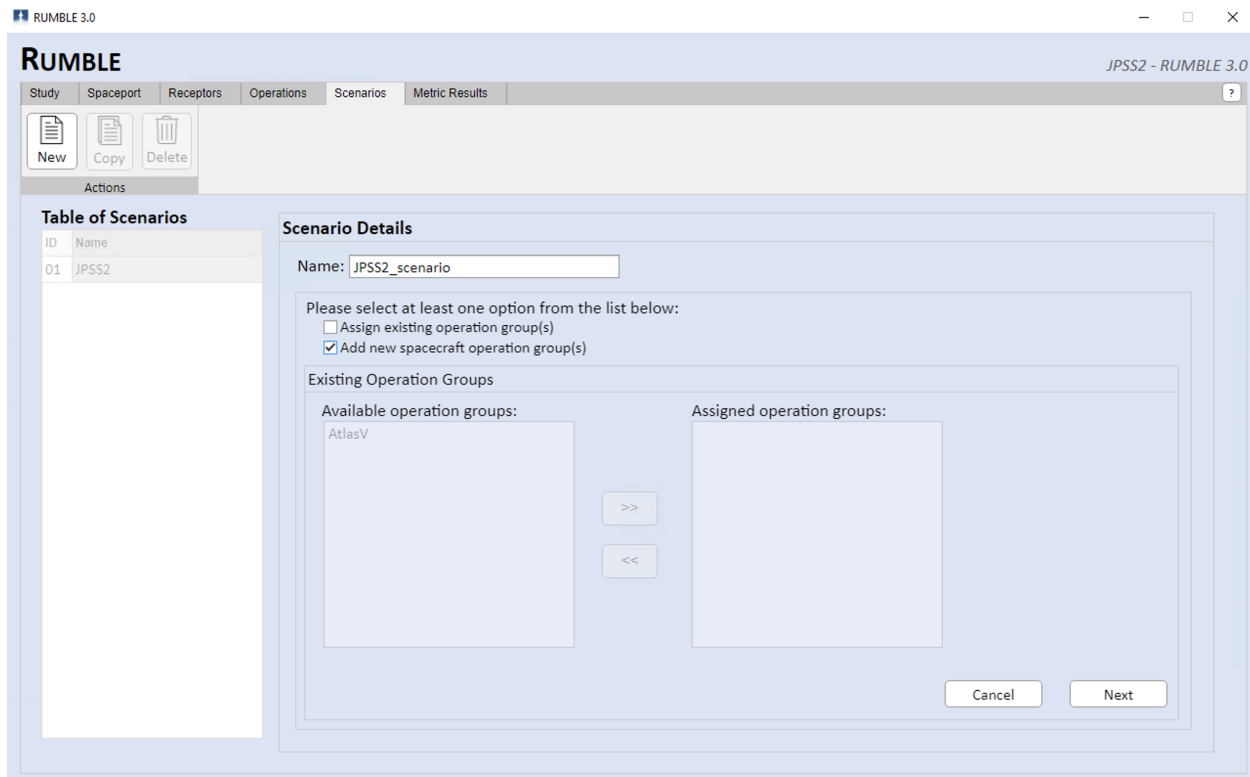 RUMBLE 3.0
RUMBLE
JPSS2 - RUMBLE 3.0
Study Spaceport Receptors Operations Scenarios Metric Results ?
New Copy Delete
Actions
Table of Scenarios
ID Name
01 JPSS2
Scenario Details
Name: JPSS2_scenario
Please select at least one option from the list below:
Assign existing operation group(s)
Add new spacecraft operation group(s)
Existing Operation Groups
Available operation groups: Assigned operation groups:
AtlasV
>>
<<
Cancel Next